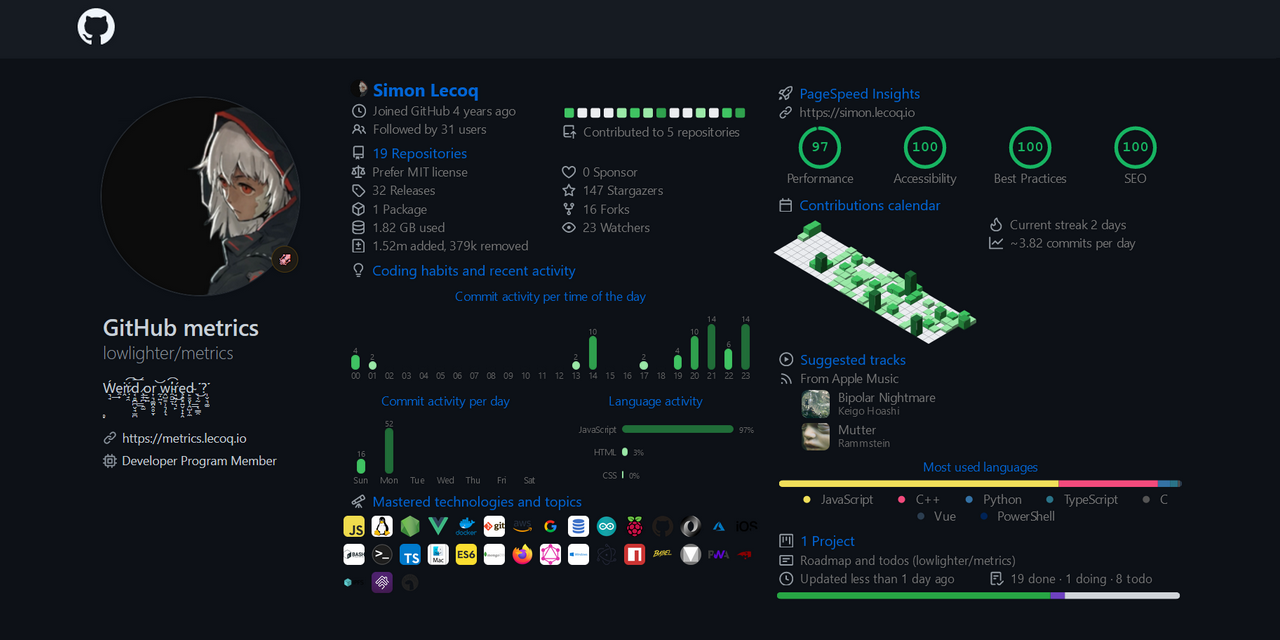 GitHub metrics
lowlighter/metrics
Weird or wired ?
https://metrics.lecoq.io
Developer Program Member
Simon Lecoq
Joined GitHub 4 years ago
Followed by 31 users
Contributed to 5 repositories
19 Repositories
Prefer MIT license
32 Releases
1 Package
1.82 GB used
1.52m added, 379k removed
0 Sponsor
147 Stargazers
16 Forks
23 Watchers
Coding habits and recent activity
Commit activity per time of the day
4 2 2 10 2 4 10 14 6 14
00 01 02 03 04 05 06 07 08 09 10 11 12 13 14 15 16 17 18 19 20 21 22 23
Commit activity per day
16 52
Sun Mon Tue Wed Thu Fri Sat
Language activity
JavaScript 97%
HTML 3%
CSS 0%
Mastered technologies and topics
JS docker git aws iOS
BASH TS Mac ES6 Windows BABEL PWA
PageSpeed Insights
https://simon.lecoq.io
97 100 100 100
Performance Accessibility Best Practices SEO
Contributions calendar
Current streak 2 days
~3.82 commits per day
Suggested tracks
From Apple Music
Bipolar Nightmare
Keigo Hoashi
Mutter
Rammstein
Most used languages
JavaScript C++ Python TypeScript C
Vue PowerShell
1 Project
Roadmap and todos (lowlighter/metrics)
Updated less than 1 day ago
19 done · 1 doing · 8 todo